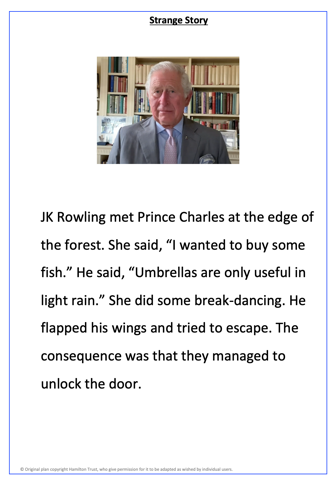 Strange Story
JK Rowling met Prince Charles at the edge of
the forest. She said, “I wanted to buy some
fish.” He said, “Umbrellas are only useful in
light rain.” She did some break-dancing. He
flapped his wings and tried to escape. The
consequence was that they managed to
unlock the door.
© Original plan copyright Hamilton Trust, who give permission for it to be adapted as wished by individual users.